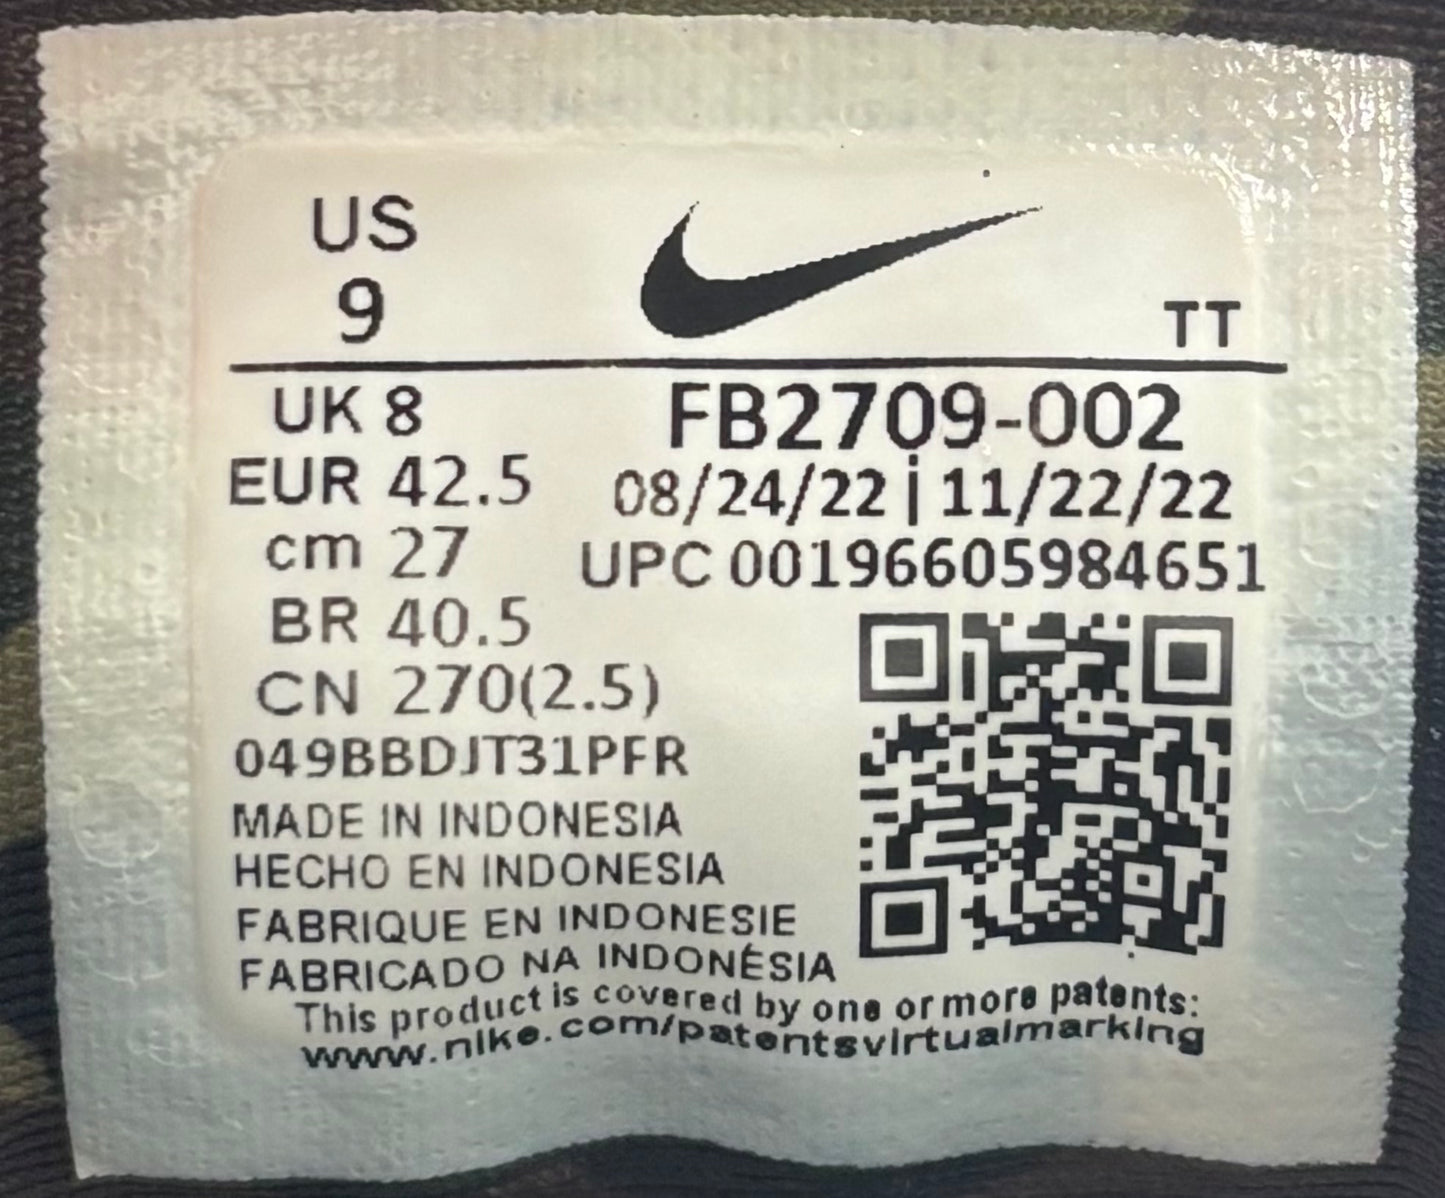 US
9
TT
UK 8
EUR 42.5
cm 27
BR 40.5
CN 270(2.5)
FB2709-002
08/24/22 | 11/22/22
UPC 00196605984651
049BBDJT31PFR
MADE IN INDONESIA
HECHO EN INDONESIA
FABRIQUE EN INDONESIE
FABRICADO NA INDONÉSIA
This product is covered by one or more patents:
www.nike.com/patentsvirtualmarking